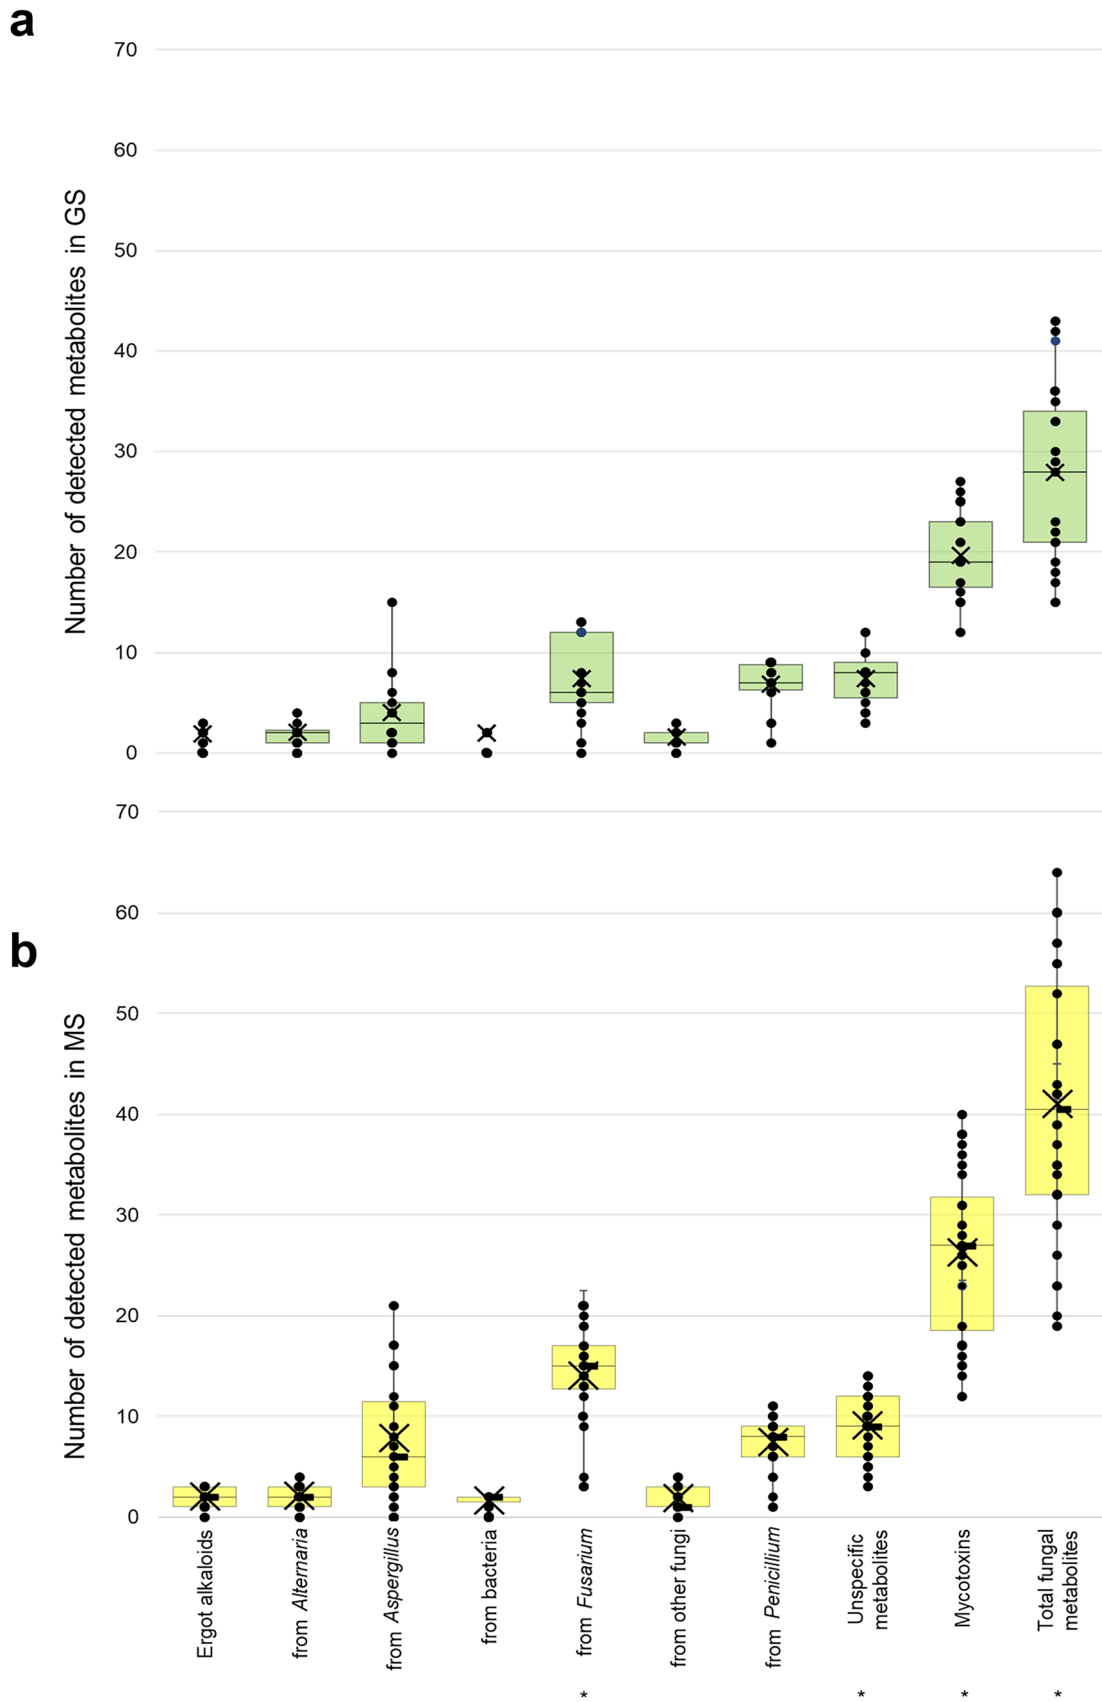 a
Number of detected metabolites in GS
70
60
50
40
30
20
10
0
b
Number of detected metabolites in MS
70
60
50
40
30
20
10
0
Ergot alkaloids
from Alternaria
from Aspergillus
from bacteria
from Fusarium
from other fungi
from Penicillium
Unspecific
metabolites
Mycotoxins
Total fungal
metabolites
* * * *